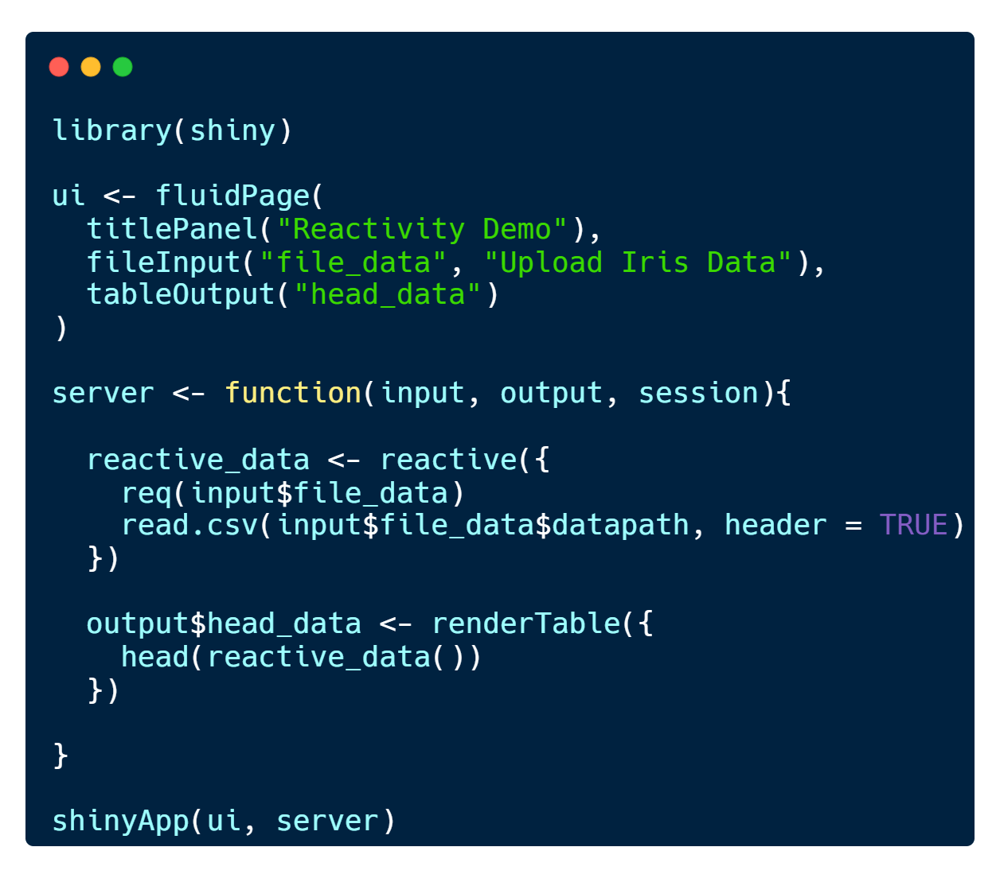 library(shiny)
ui <- fluidPage(
  titlePanel("Reactivity Demo"),
  fileInput("file_data", "Upload Iris Data"),
  tableOutput("head_data")
)
server <- function(input, output, session){
  reactive_data <- reactive({
    req(input$file_data)
    read.csv(input$file_data$datapath, header = TRUE)
  })
  output$head_data <- renderTable({
    head(reactive_data())
  })
}
shinyApp(ui, server)